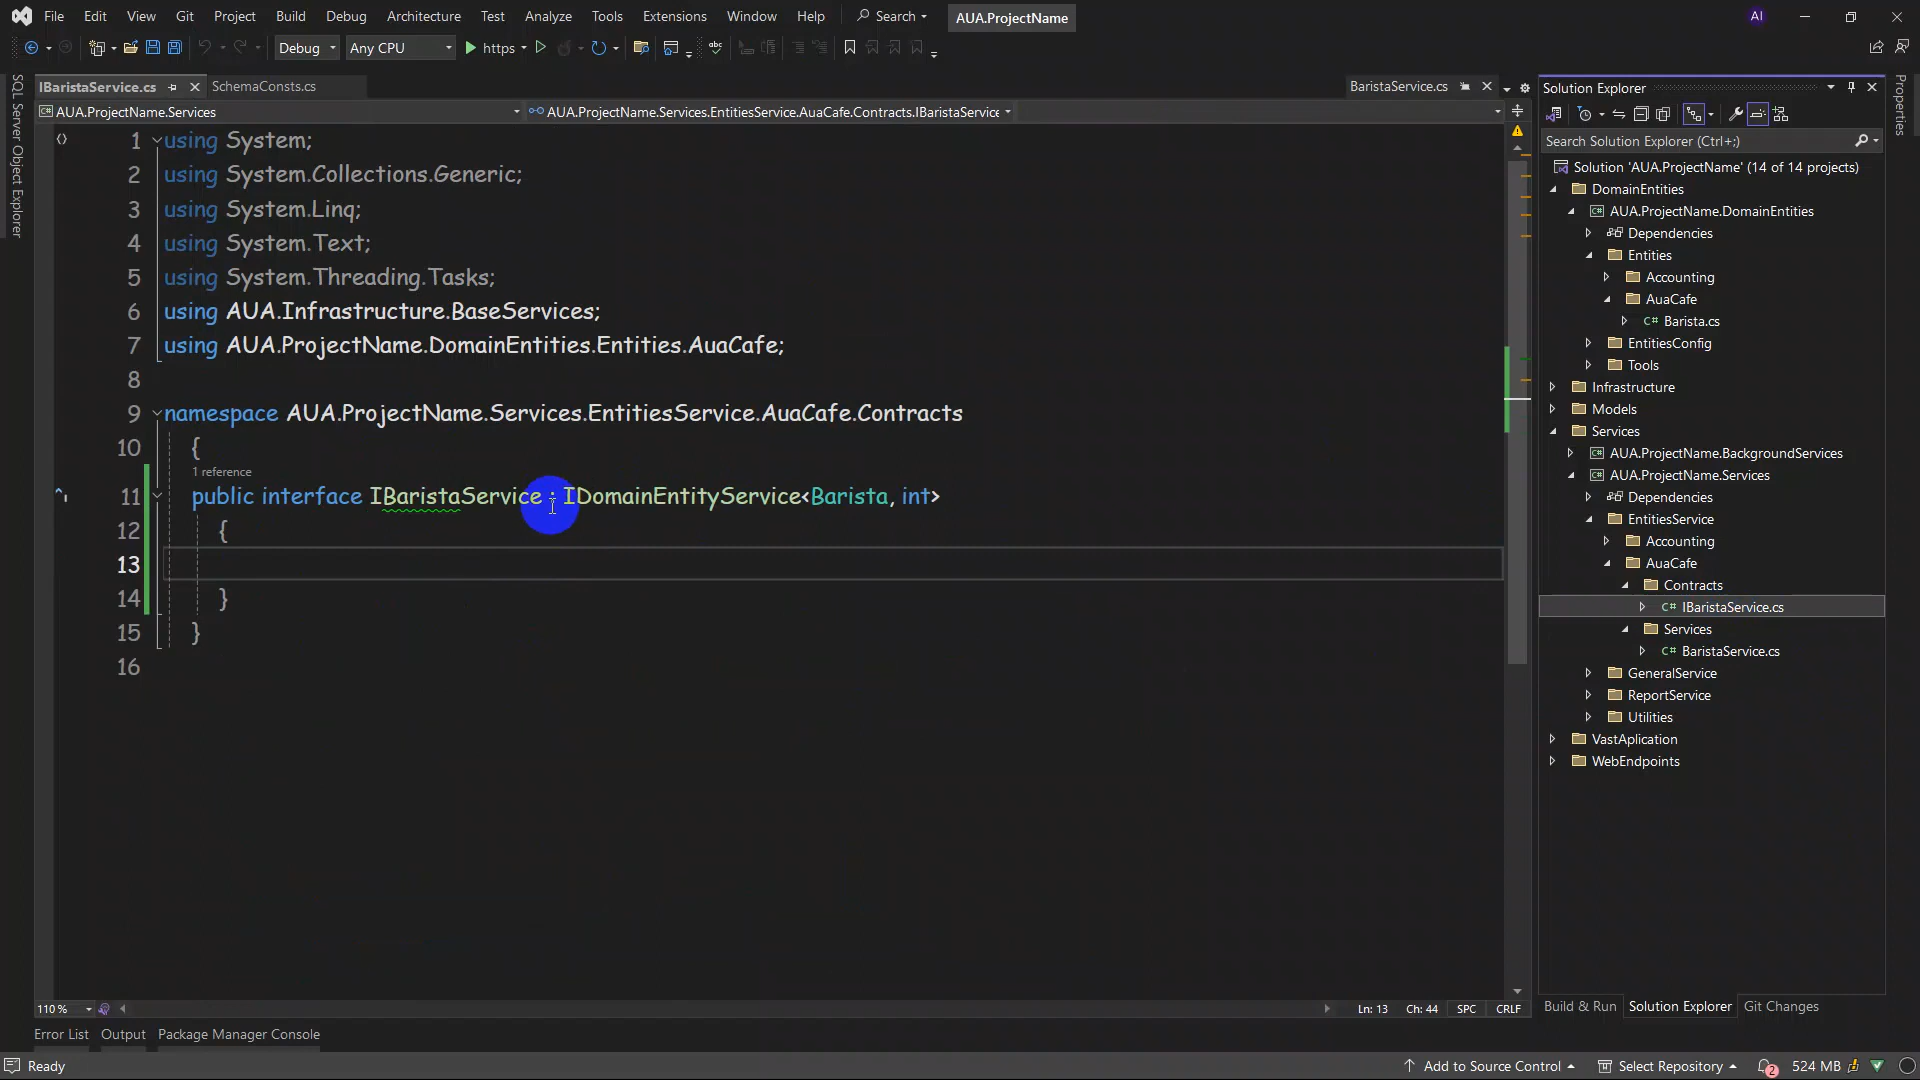 File Edit View Git Project Build Debug Architecture Test Analyze Tools Extensions Window Help Search AUA.ProjectName AI
Debug Any CPU https
SQL Server Object Explorer
IBaristaService.cs SchemaConsts.cs BaristaService.cs
AUA.ProjectName.Services AUA.ProjectName.Services.EntitiesService.AuaCafe.Contracts.IBaristaService
1 using System;
2 using System.Collections.Generic;
3 using System.Linq;
4 using System.Text;
5 using System.Threading.Tasks;
6 using AUA.Infrastructure.BaseServices;
7 using AUA.ProjectName.DomainEntities.Entities.AuaCafe;
8
9 namespace AUA.ProjectName.Services.EntitiesService.AuaCafe.Contracts
10 {
1 reference
11 public interface IBaristaService : IDomainEntityService<Barista, int>
12 {
13
14 }
15 }
16
110 % Ln: 13 Ch: 44 SPC CRLF
Error List Output Package Manager Console
Solution Explorer
Search Solution Explorer (Ctrl+;)
Solution 'AUA.ProjectName' (14 of 14 projects)
DomainEntities
C# AUA.ProjectName.DomainEntities
Dependencies
Entities
Accounting
AuaCafe
C# Barista.cs
EntitiesConfig
Tools
Infrastructure
Models
Services
C# AUA.ProjectName.BackgroundServices
C# AUA.ProjectName.Services
Dependencies
EntitiesService
Accounting
AuaCafe
Contracts
C# IBaristaService.cs
Services
C# BaristaService.cs
GeneralService
ReportService
Utilities
VastAplication
WebEndpoints
Build & Run Solution Explorer Git Changes
Properties
Ready Add to Source Control Select Repository 2 524 MB